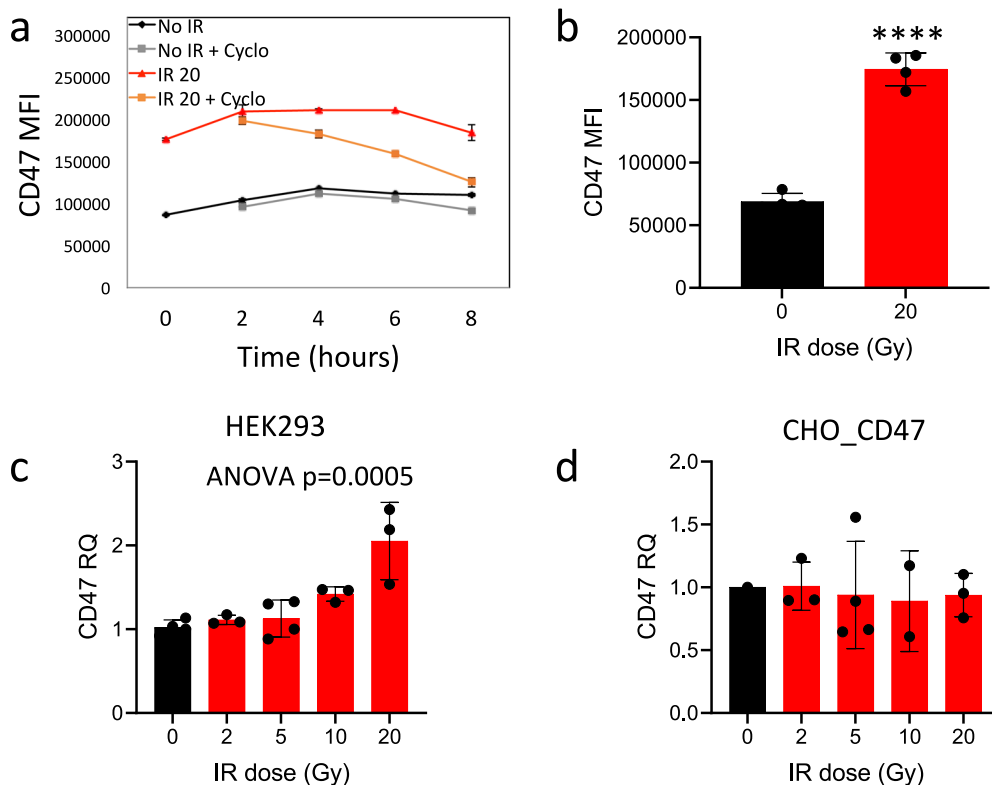 a
No IR
No IR + Cyclo
IR 20
IR 20 + Cyclo
300000
250000
200000
150000
100000
50000
0
CD47 MFI
0 2 4 6 8
Time (hours)
b
****
200000
150000
100000
50000
0
CD47 MFI
0 20
IR dose (Gy)
HEK293
c
ANOVA p=0.0005
3
2
1
0
CD47 RQ
0 2 5 10 20
IR dose (Gy)
CHO_CD47
d
2.0
1.5
1.0
0.5
0.0
CD47 RQ
0 2 5 10 20
IR dose (Gy)